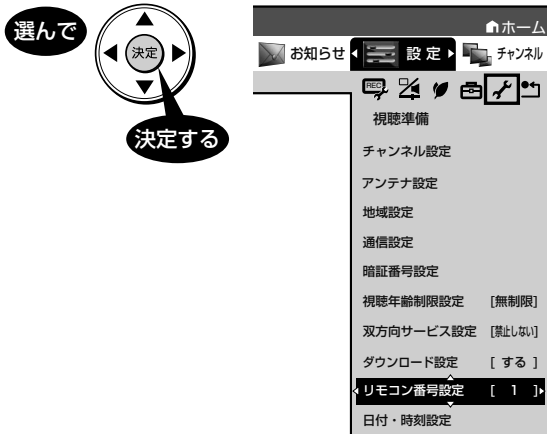 選んで
決定
決定する
ホーム
お知らせ
設定
チャンネル
REC
視聴準備
チャンネル設定
アンテナ設定
地域設定
通信設定
暗証番号設定
視聴年齢制限設定 [無制限]
双方向サービス設定 [禁止しない]
ダウンロード設定 [ する ]
リモコン番号設定 [ 1 ]
日付・時刻設定